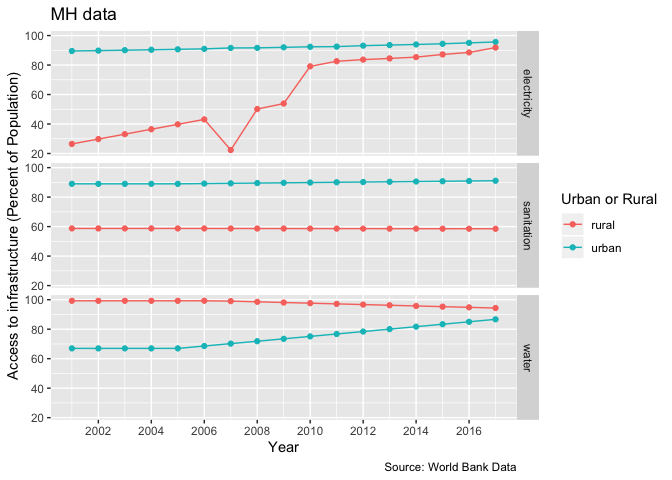 MH data
Access to infrastructure (Percent of Population)
100
80
60
40
20
electricity
100
80
60
40
20
sanitation
100
80
60
40
20
water
2002 2004 2006 2008 2010 2012 2014 2016
Year
Urban or Rural
rural
urban
Source: World Bank Data